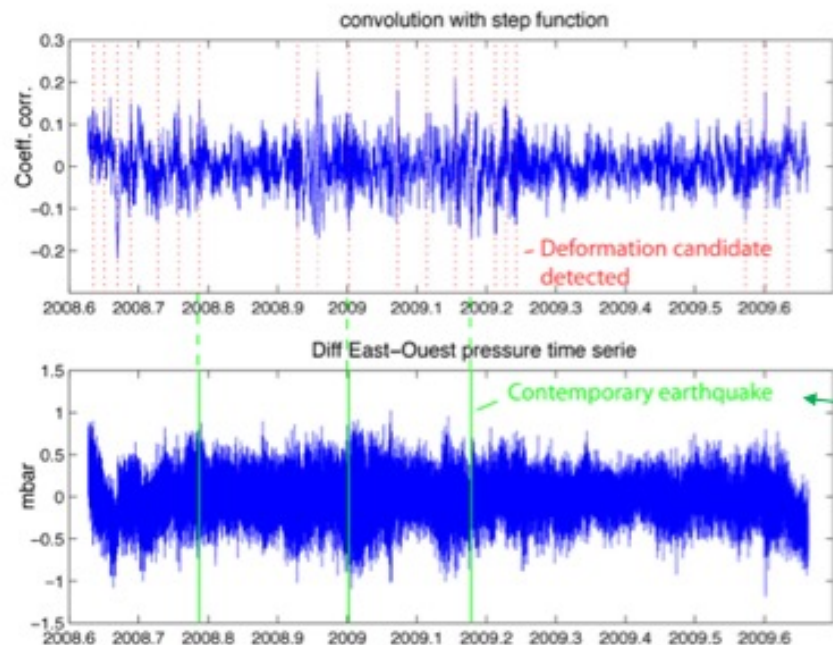 convolution with step function
Coeff. corr.
0.3
0.2
0.1
0
-0.1
-0.2
Deformation candidate
detected
2008.6 2008.7 2008.8 2008.9 2009 2009.1 2009.2 2009.3 2009.4 2009.5 2009.6
Diff East-Ouest pressure time serie
mbar
1.5
1
0.5
0
-0.5
-1
-1.5
Contemporary earthquake
2008.6 2008.7 2008.8 2008.9 2009 2009.1 2009.2 2009.3 2009.4 2009.5 2009.6